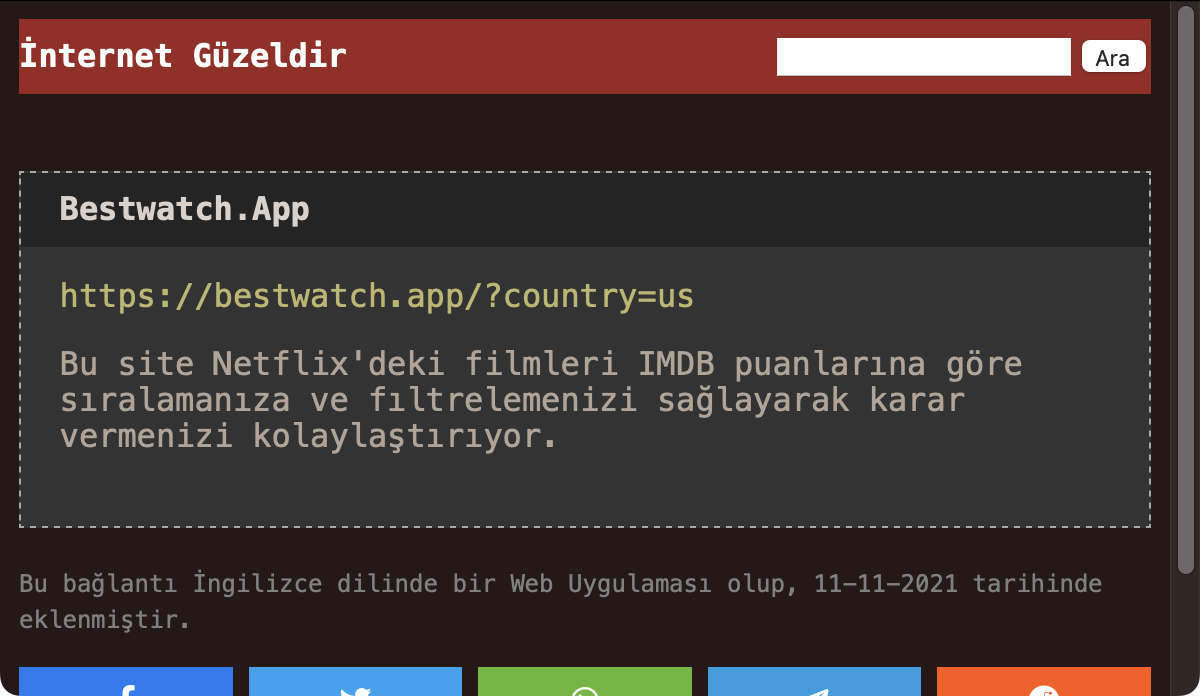 İnternet Güzeldir
Ara
Bestwatch.App
https://bestwatch.app/?country=us
Bu site Netflix'deki filmleri IMDB puanlarına göre
sıralamanıza ve fıltrelemenizi sağlayarak karar
vermenizi kolaylaştırıyor.
Bu bağlantı İngilizce dilinde bir Web Uygulaması olup, 11-11-2021 tarihinde
eklenmiştir.